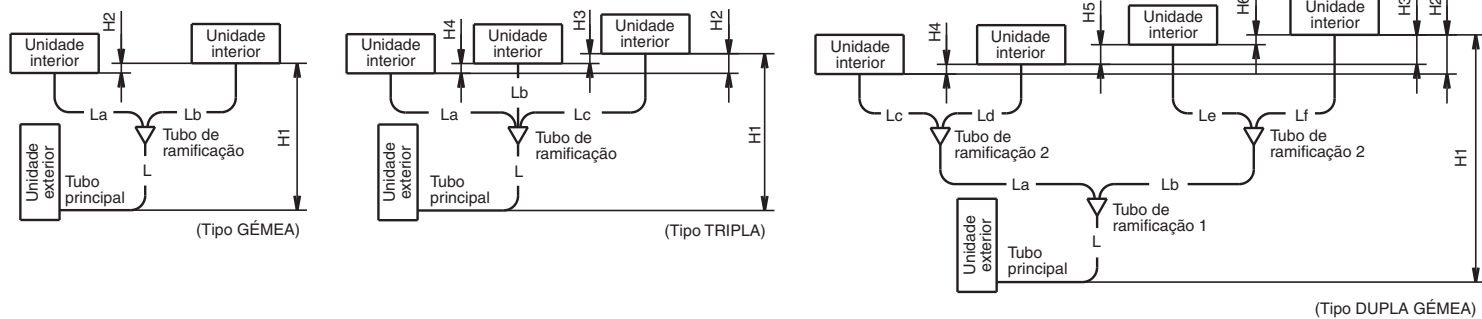 H2
Unidade
interior
Unidade
interior
La
Lb
Tubo de
ramificação
H1
Unidade
exterior
L
Tubo
principal
(Tipo GÉMEA)
H4
H3
H2
Unidade
interior
Unidade
interior
Unidade
interior
Lb
La
Lc
Tubo de
ramificação
H1
Unidade
exterior
L
Tubo
principal
(Tipo TRIPLA)
H4
H5
H6
H3
H2
Unidade
interior
Unidade
interior
Unidade
interior
Unidade
interior
Lc
Ld
Le
Lf
Tubo de
ramificação 2
Tubo de
ramificação 2
H1
La
Lb
Tubo de
ramificação 1
Unidade
exterior
L
Tubo
principal
(Tipo DUPLA GÉMEA)